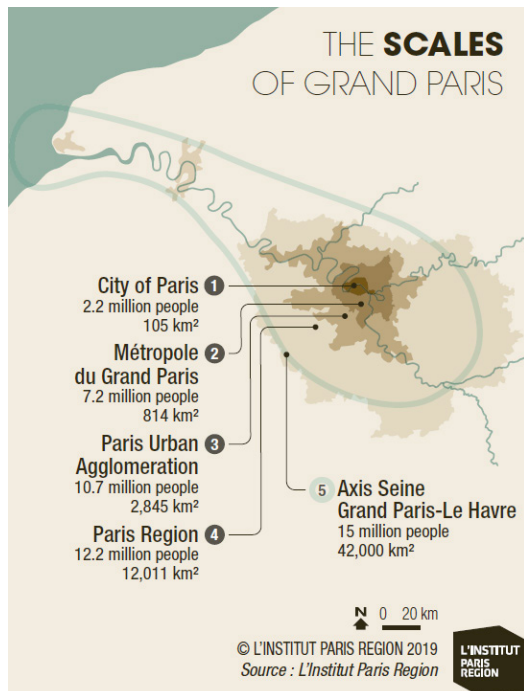 THE SCALES
OF GRAND PARIS
City of Paris 1
2.2 million people
105 km²
Métropole 2
du Grand Paris
7.2 million people
814 km²
Paris Urban 3
Agglomeration
10.7 million people
2,845 km²
Paris Region 4
12.2 million people
12,011 km²
5 Axis Seine
Grand Paris-Le Havre
15 million people
42,000 km²
N 0 20 km
© L'INSTITUT PARIS REGION 2019
Source : L'Institut Paris Region
L'INSTITUT
PARIS
REGION